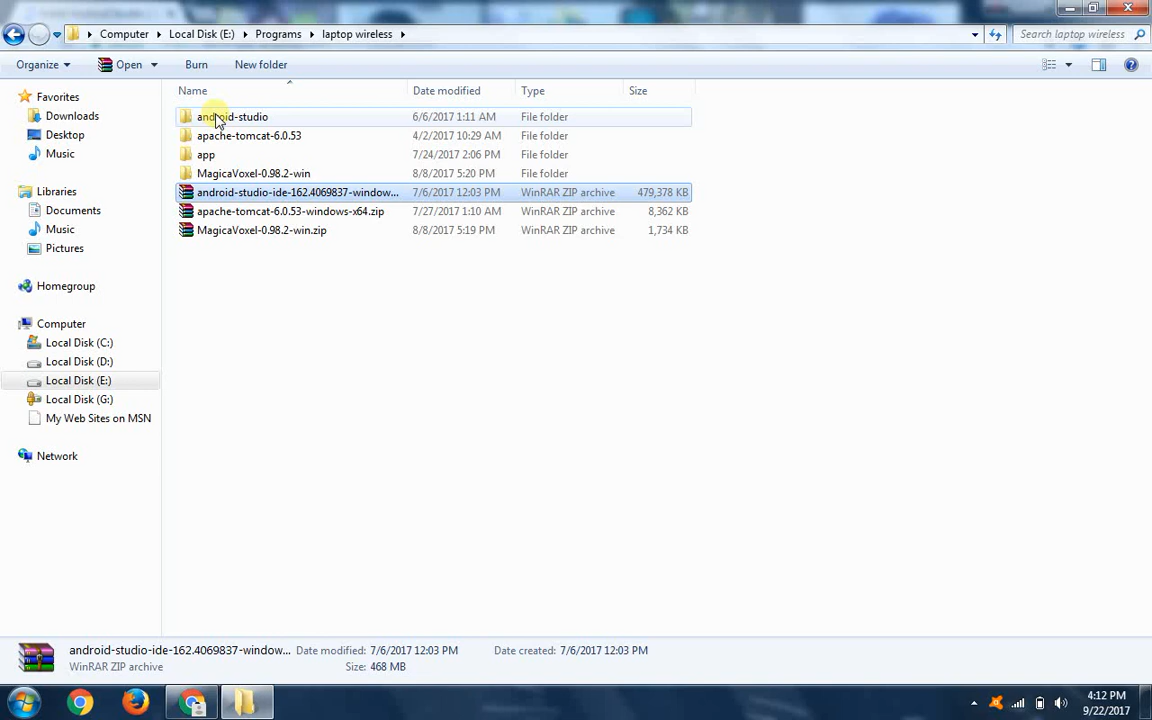 Computer Local Disk (E:) Programs laptop wireless Search laptop wireless
Organize Open Burn New folder
Name Date modified Type Size
Favorites
Downloads
Desktop
Music
Libraries
Documents
Music
Pictures
Homegroup
Computer
Local Disk (C:)
Local Disk (D:)
Local Disk (E:)
Local Disk (G:)
My Web Sites on MSN
Network
android-studio 6/6/2017 1:11 AM File folder
apache-tomcat-6.0.53 4/2/2017 10:29 AM File folder
app 7/24/2017 2:06 PM File folder
MagicaVoxel-0.98.2-win 8/8/2017 5:20 PM File folder
android-studio-ide-162.4069837-window... 7/6/2017 12:03 PM WinRAR ZIP archive 479,378 KB
apache-tomcat-6.0.53-windows-x64.zip 7/27/2017 1:10 AM WinRAR ZIP archive 8,362 KB
MagicaVoxel-0.98.2-win.zip 8/8/2017 5:19 PM WinRAR ZIP archive 1,734 KB
android-studio-ide-162.4069837-window... Date modified: 7/6/2017 12:03 PM Date created: 7/6/2017 12:03 PM
WinRAR ZIP archive Size: 468 MB
4:12 PM
9/22/2017